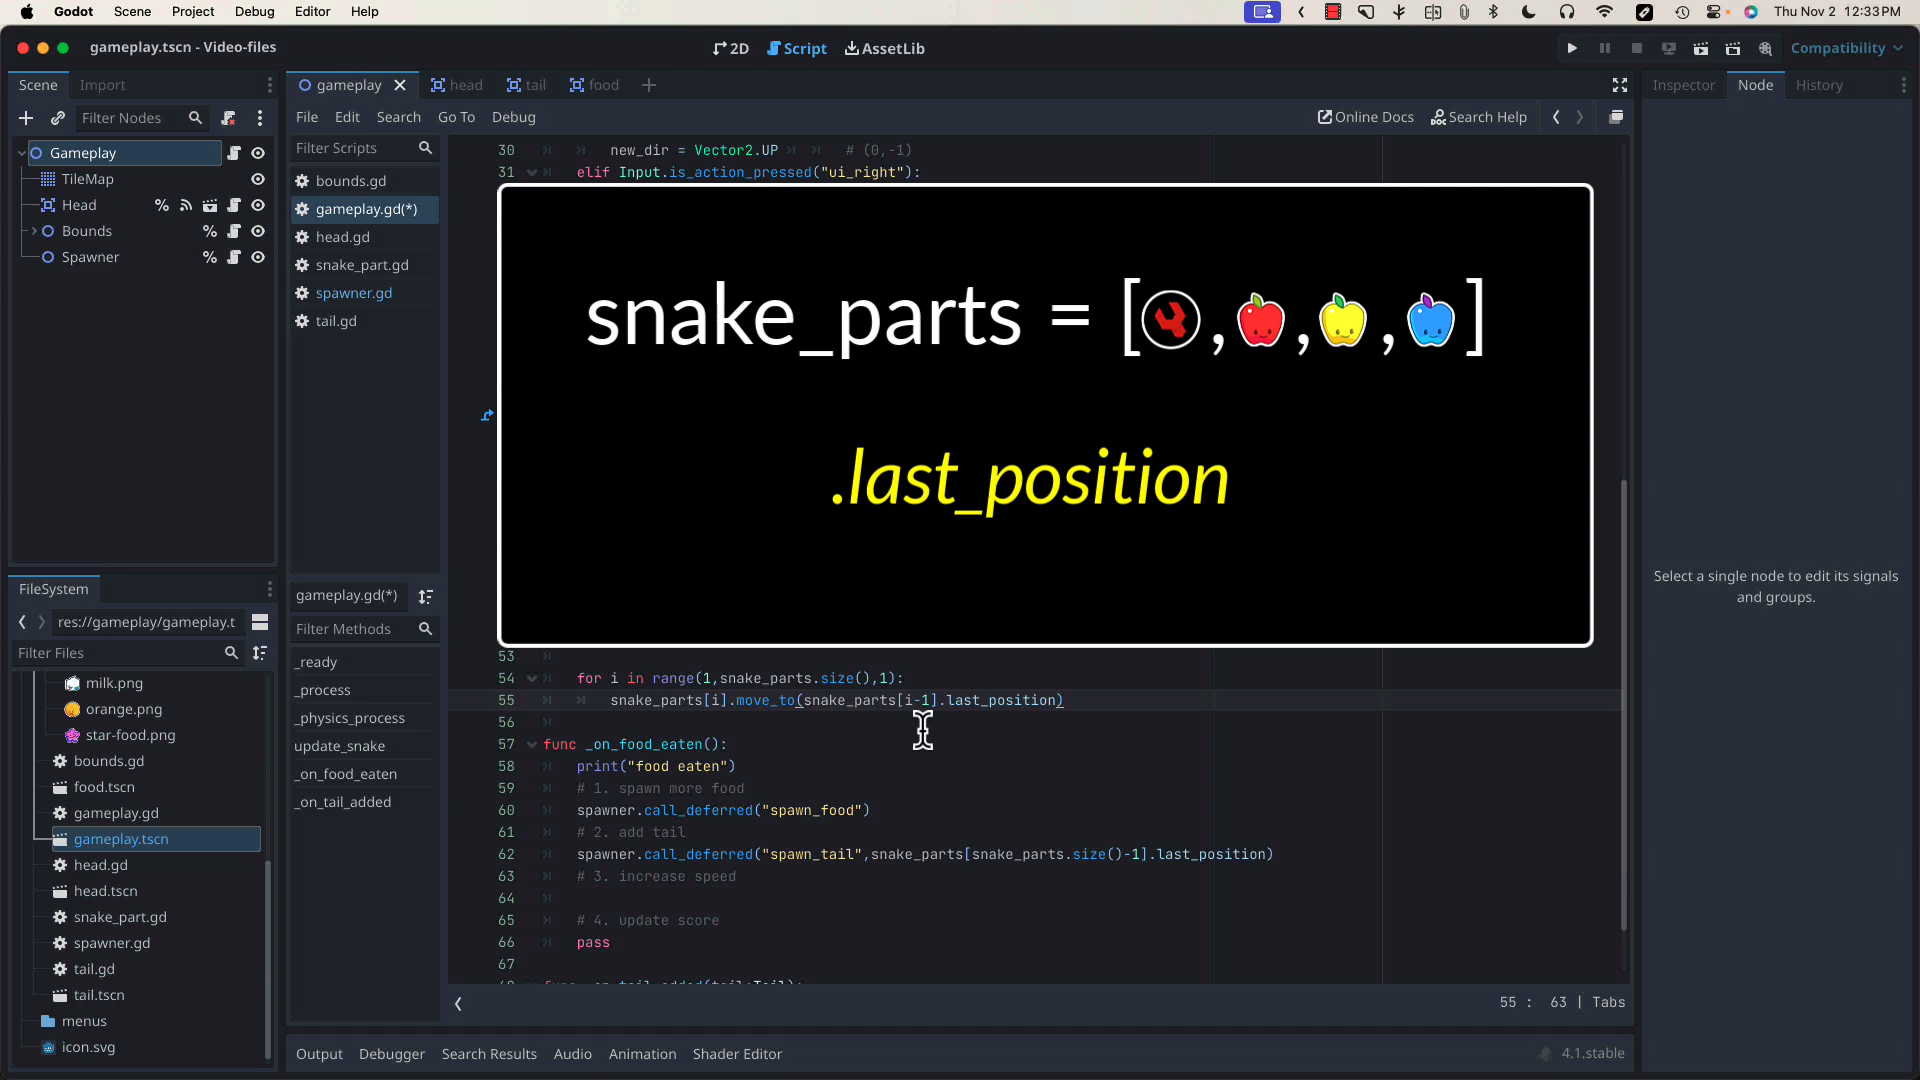 Godot Scene Project Debug Editor Help
Thu Nov 2 12:33 PM
gameplay.tscn - Video-files
2D Script AssetLib
Compatibility
Scene Import
Filter Nodes
Gameplay
TileMap
Head
Bounds
Spawner
FileSystem
res://gameplay/gameplay.t
Filter Files
milk.png
orange.png
star-food.png
bounds.gd
food.tscn
gameplay.gd
gameplay.tscn
head.gd
head.tscn
snake_part.gd
spawner.gd
tail.gd
tail.tscn
menus
icon.svg
gameplay head tail food
File Edit Search Go To Debug
Online Docs Search Help
Filter Scripts
bounds.gd
gameplay.gd(*)
head.gd
snake_part.gd
spawner.gd
tail.gd
gameplay.gd(*)
Filter Methods
_ready
_process
_physics_process
update_snake
_on_food_eaten
_on_tail_added
30 new_dir = Vector2.UP # (0,-1)
31 elif Input.is_action_pressed("ui_right"):
snake_parts = [ , , , ]
.last_position
53
54 for i in range(1,snake_parts.size(),1):
55 snake_parts[i].move_to(snake_parts[i-1].last_position)
56
57 func _on_food_eaten():
58 print("food eaten")
59 # 1. spawn more food
60 spawner.call_deferred("spawn_food")
61 # 2. add tail
62 spawner.call_deferred("spawn_tail",snake_parts[snake_parts.size()-1].last_position)
63 # 3. increase speed
64
65 # 4. update score
66 pass
67
55 : 63 | Tabs
Output Debugger Search Results Audio Animation Shader Editor
4.1.stable
Inspector Node History
Select a single node to edit its signals
and groups.